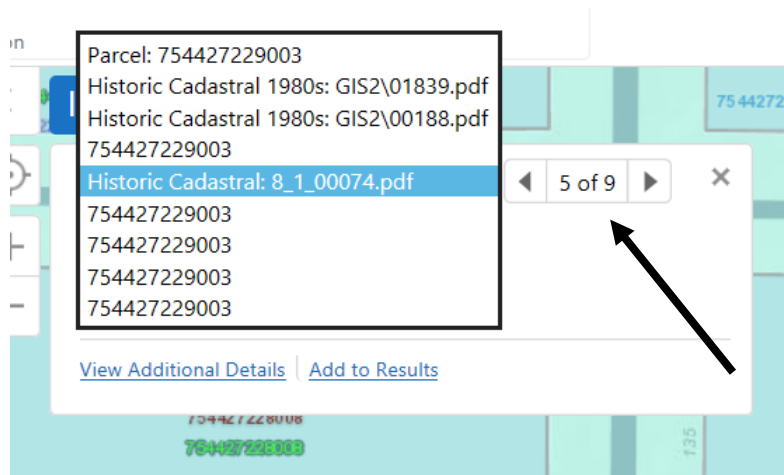 on
Parcel: 754427229003
Historic Cadastral 1980s: GIS2\01839.pdf
Historic Cadastral 1980s: GIS2\00188.pdf
754427229003
Historic Cadastral: 8_1_00074.pdf
754427229003
754427229003
754427229003
754427229003
5 of 9
7544272
View Additional Details
Add to Results
754427228008
754427228008
135